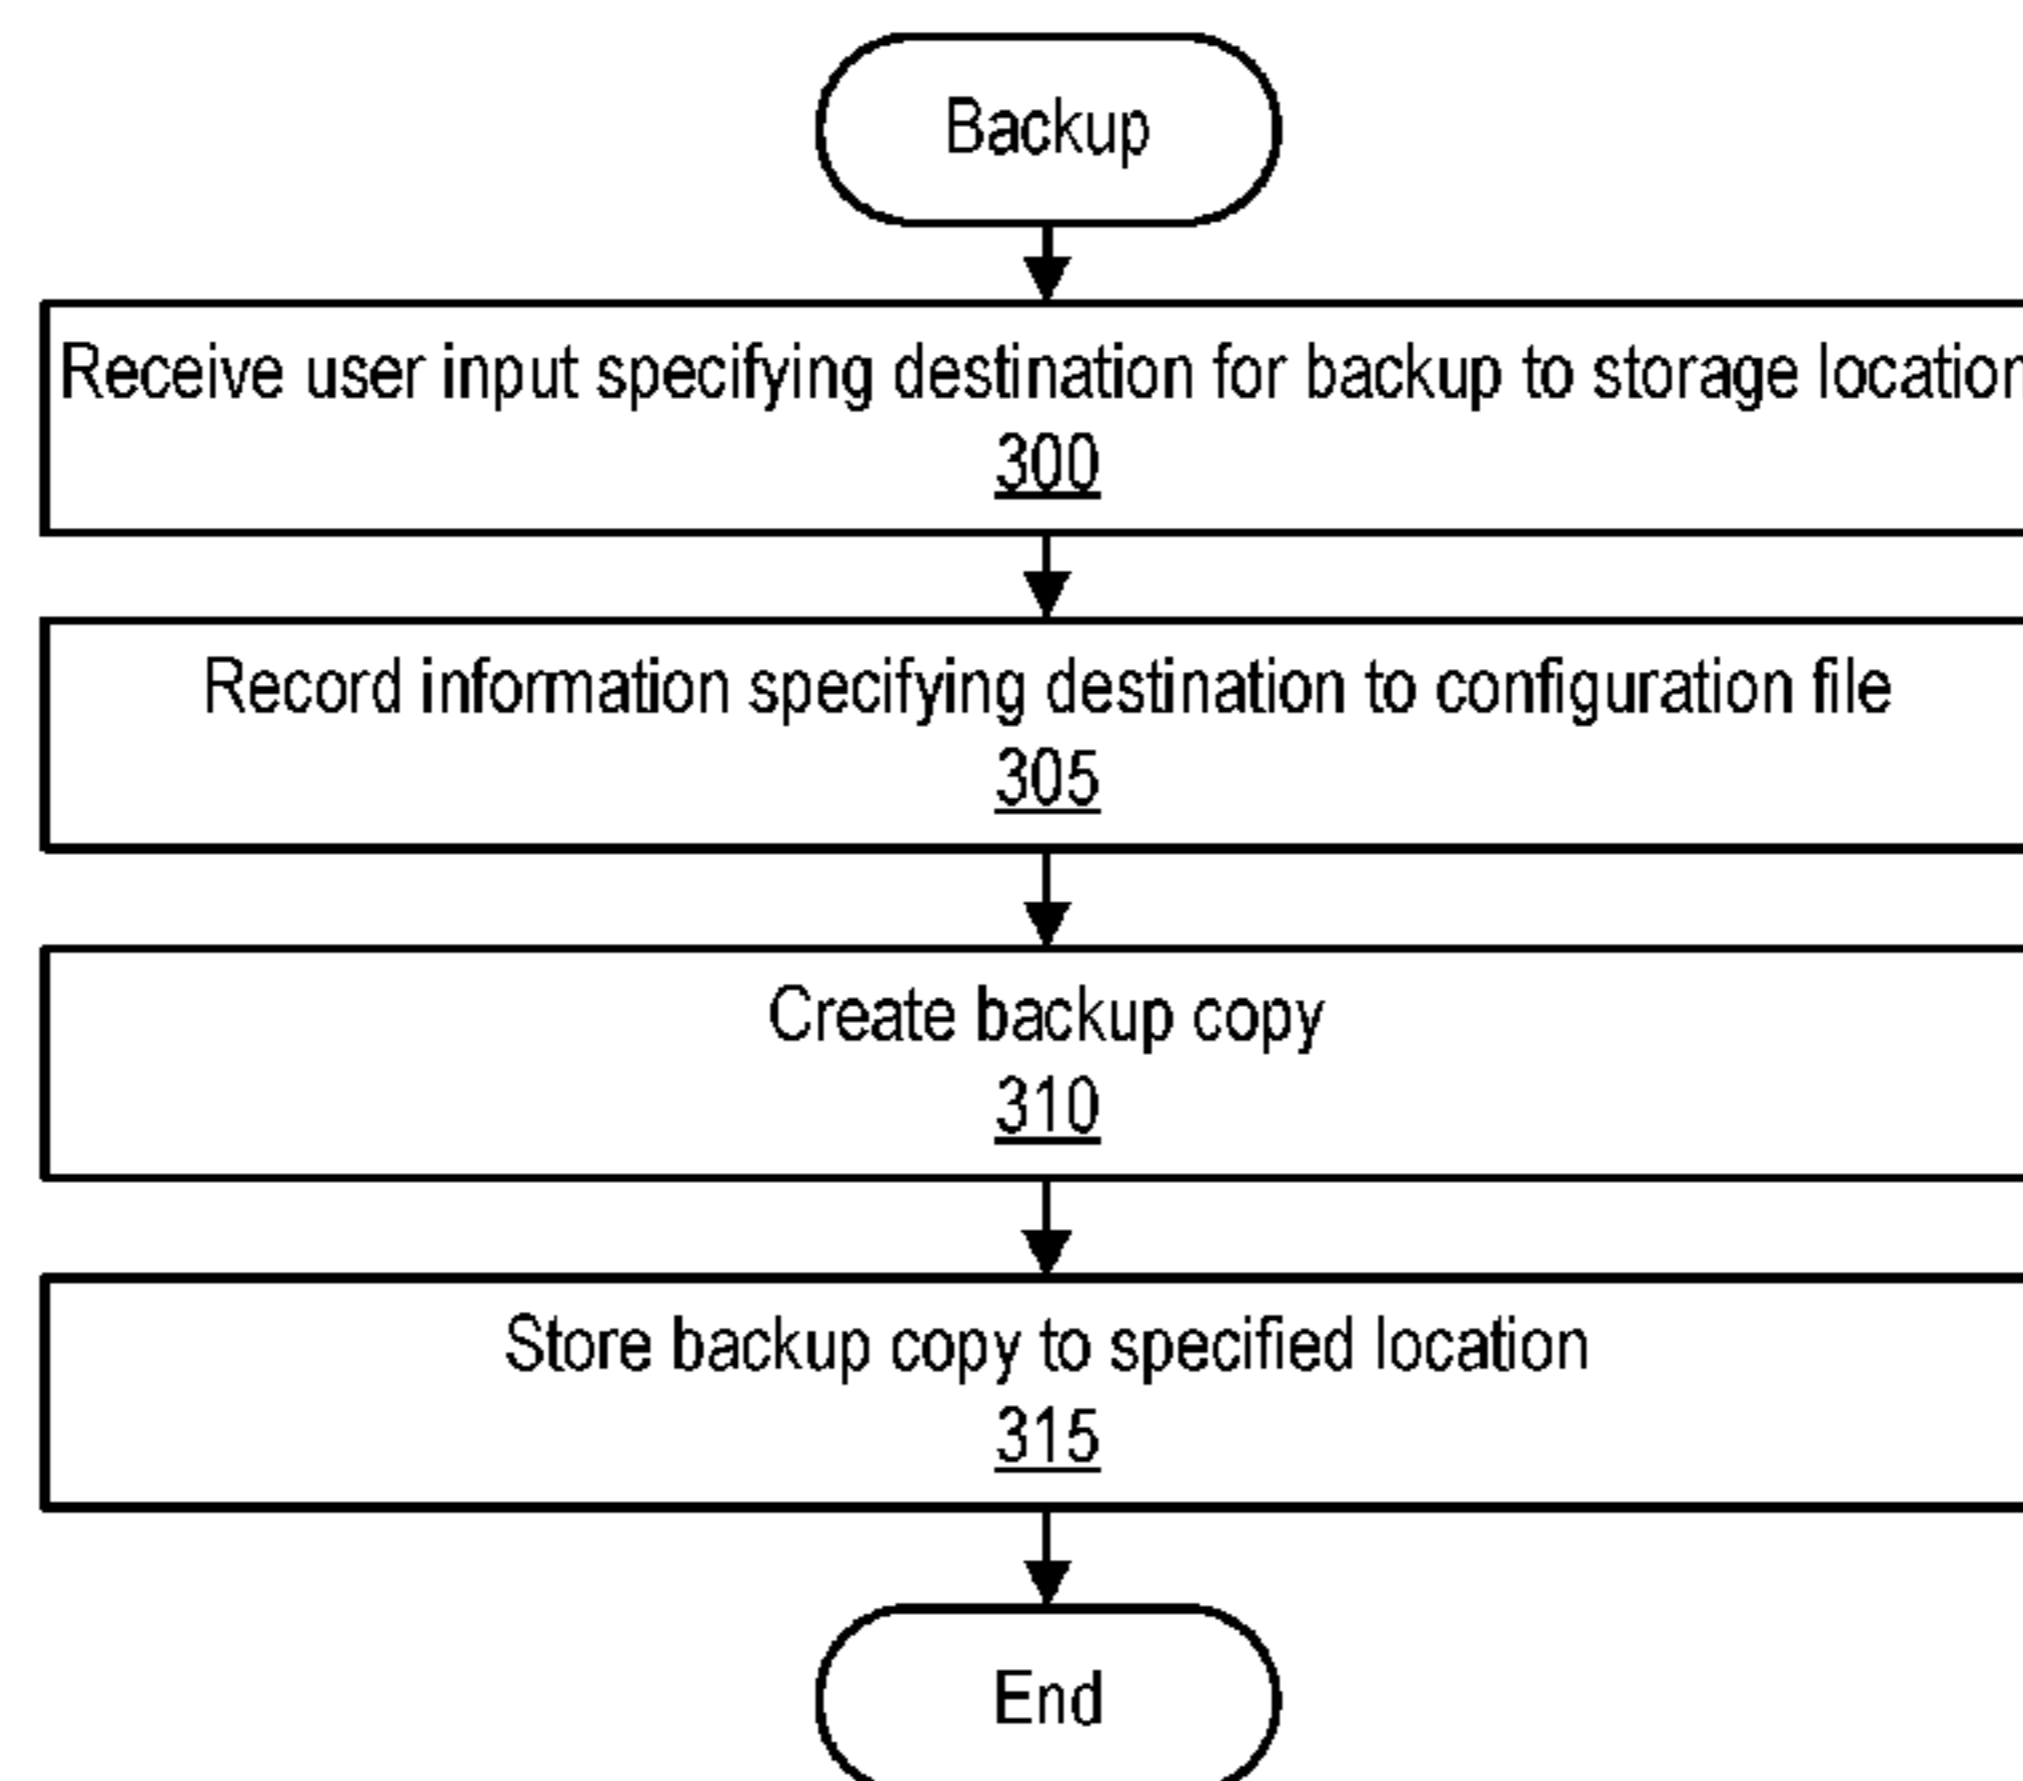 Backup
Receive user input specifying destination for backup to storage location
300
Record information specifying destination to configuration file
305
Create backup copy
310
Store backup copy to specified location
315
End